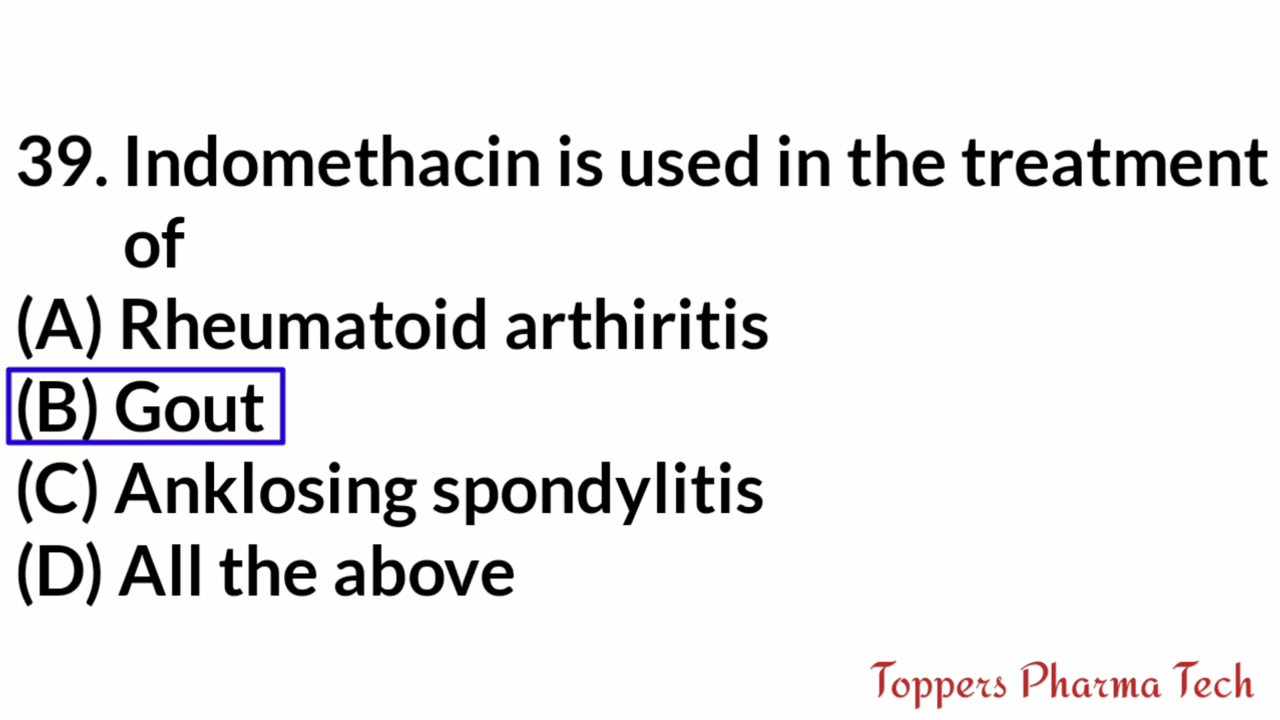 39. Indomethacin is used in the treatment
of
(A) Rheumatoid arthiritis
(B) Gout
(C) Anklosing spondylitis
(D) All the above
Toppers Pharma Tech